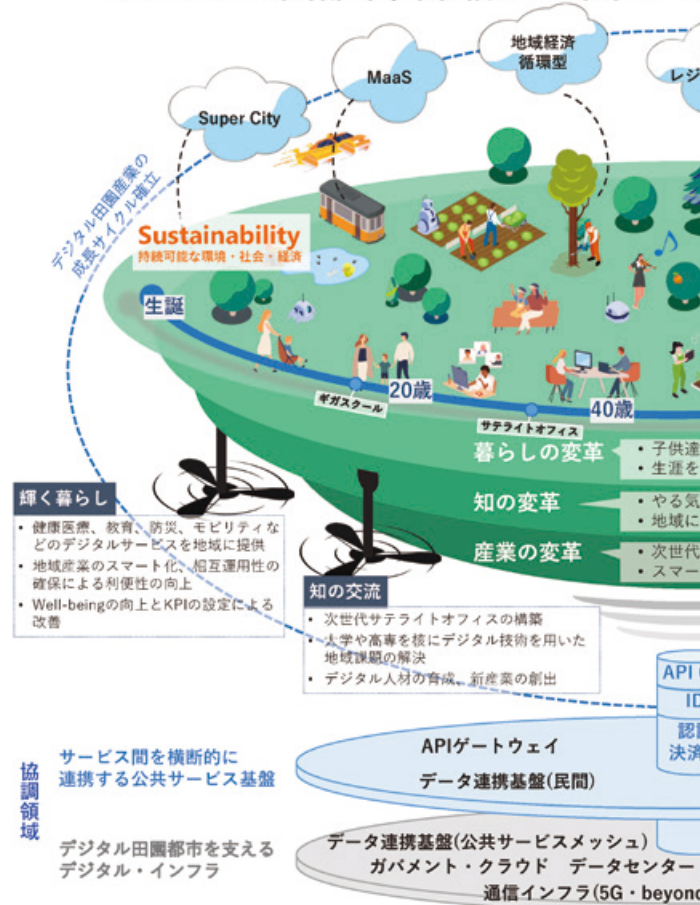 地域経済
循環型
MaaS
レジ
Super City
デジタル田園産業の
成長サイクル確立
Sustainability
持続可能な環境・社会・経済
生誕
20歳
ギガスクール
40歳
サテライトオフィス
暮らしの変革
• 子供達
• 生涯を
知の変革
• やる気
• 地域に
産業の変革
• 次世代
• スマー
輝く暮らし
• 健康医療、教育、防災、モビリティな
どのデジタルサービスを地域に提供
• 地域産業のスマート化、相互運用性の
確保による利便性の向上
• Well-beingの向上とKPIの設定による
改善
知の交流
• 次世代サテライトオフィスの構築
• 大学や高専を核にデジタル技術を用いた
地域課題の解決
• デジタル人材の育成、新産業の創出
API
ID
認
決済
協調領域
サービス間を横断的に
連携する公共サービス基盤
APIゲートウェイ
データ連携基盤(民間)
デジタル田園都市を支える
デジタル・インフラ
データ連携基盤(公共サービスメッシュ)
ガバメント・クラウド データセンター
通信インフラ(5G・beyond